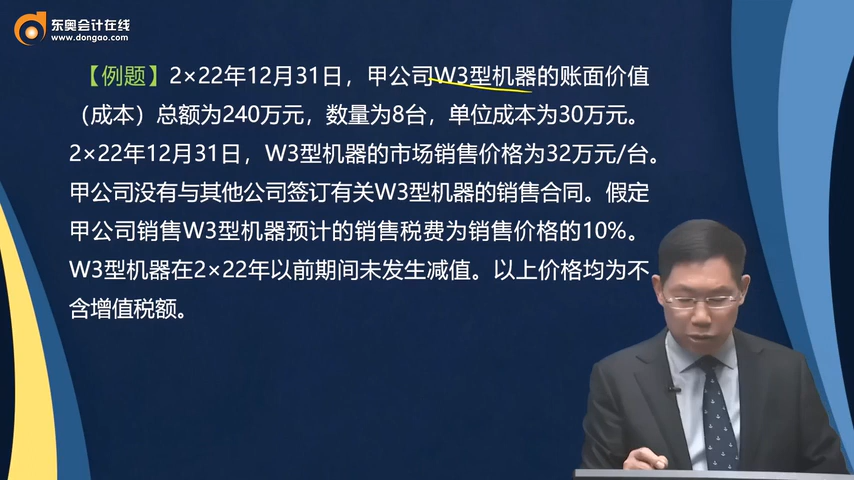 东奥会计在线
www.dongao.com
【例题】2×22年12月31日，甲公司W3型机器的账面价值
（成本）总额为240万元，数量为8台，单位成本为30万元。
2×22年12月31日，W3型机器的市场销售价格为32万元/台。
甲公司没有与其他公司签订有关W3型机器的销售合同。假定
甲公司销售W3型机器预计的销售税费为销售价格的10%。
W3型机器在2×22年以前期间未发生减值。以上价格均为不
含增值税额。